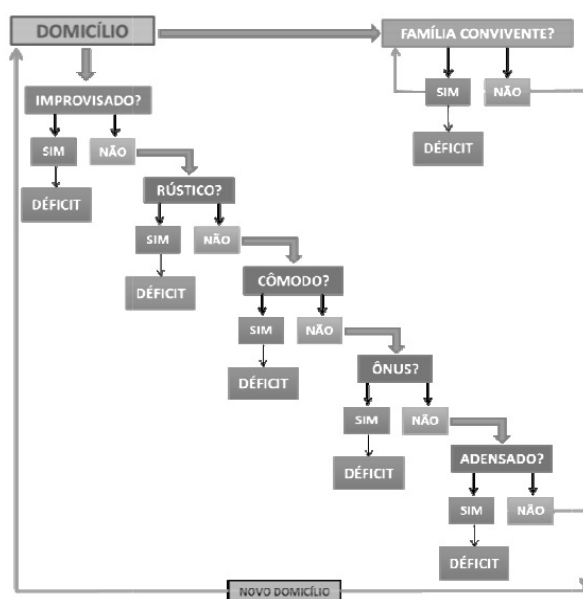 DOMICÍLIO
FAMÍLIA CONVIVENTE?
SIM
NÃO
DÉFICIT
IMPROVISADO?
SIM
NÃO
DÉFICIT
RÚSTICO?
SIM
NÃO
DÉFICIT
CÔMODO?
SIM
NÃO
DÉFICIT
ÔNUS?
SIM
NÃO
DÉFICIT
ADENSADO?
SIM
NÃO
DÉFICIT
NOVO DOMICÍLIO